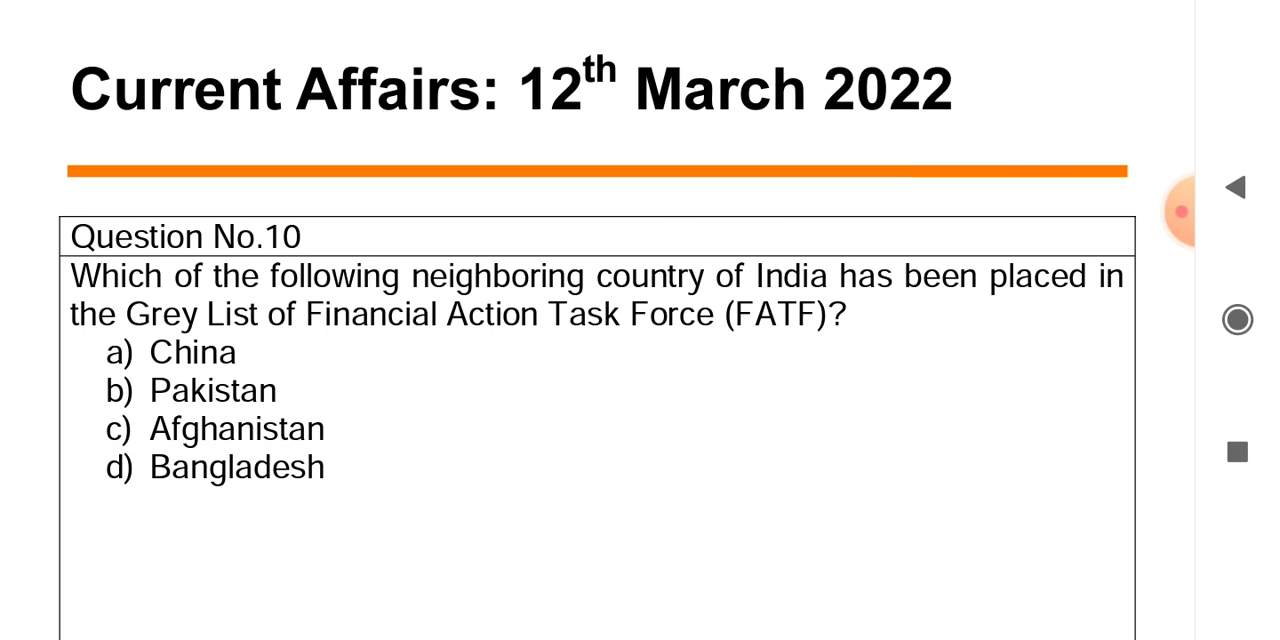 Current Affairs: 12th March 2022
Question No.10
Which of the following neighboring country of India has been placed in
the Grey List of Financial Action Task Force (FATF)?
a) China
b) Pakistan
c) Afghanistan
d) Bangladesh